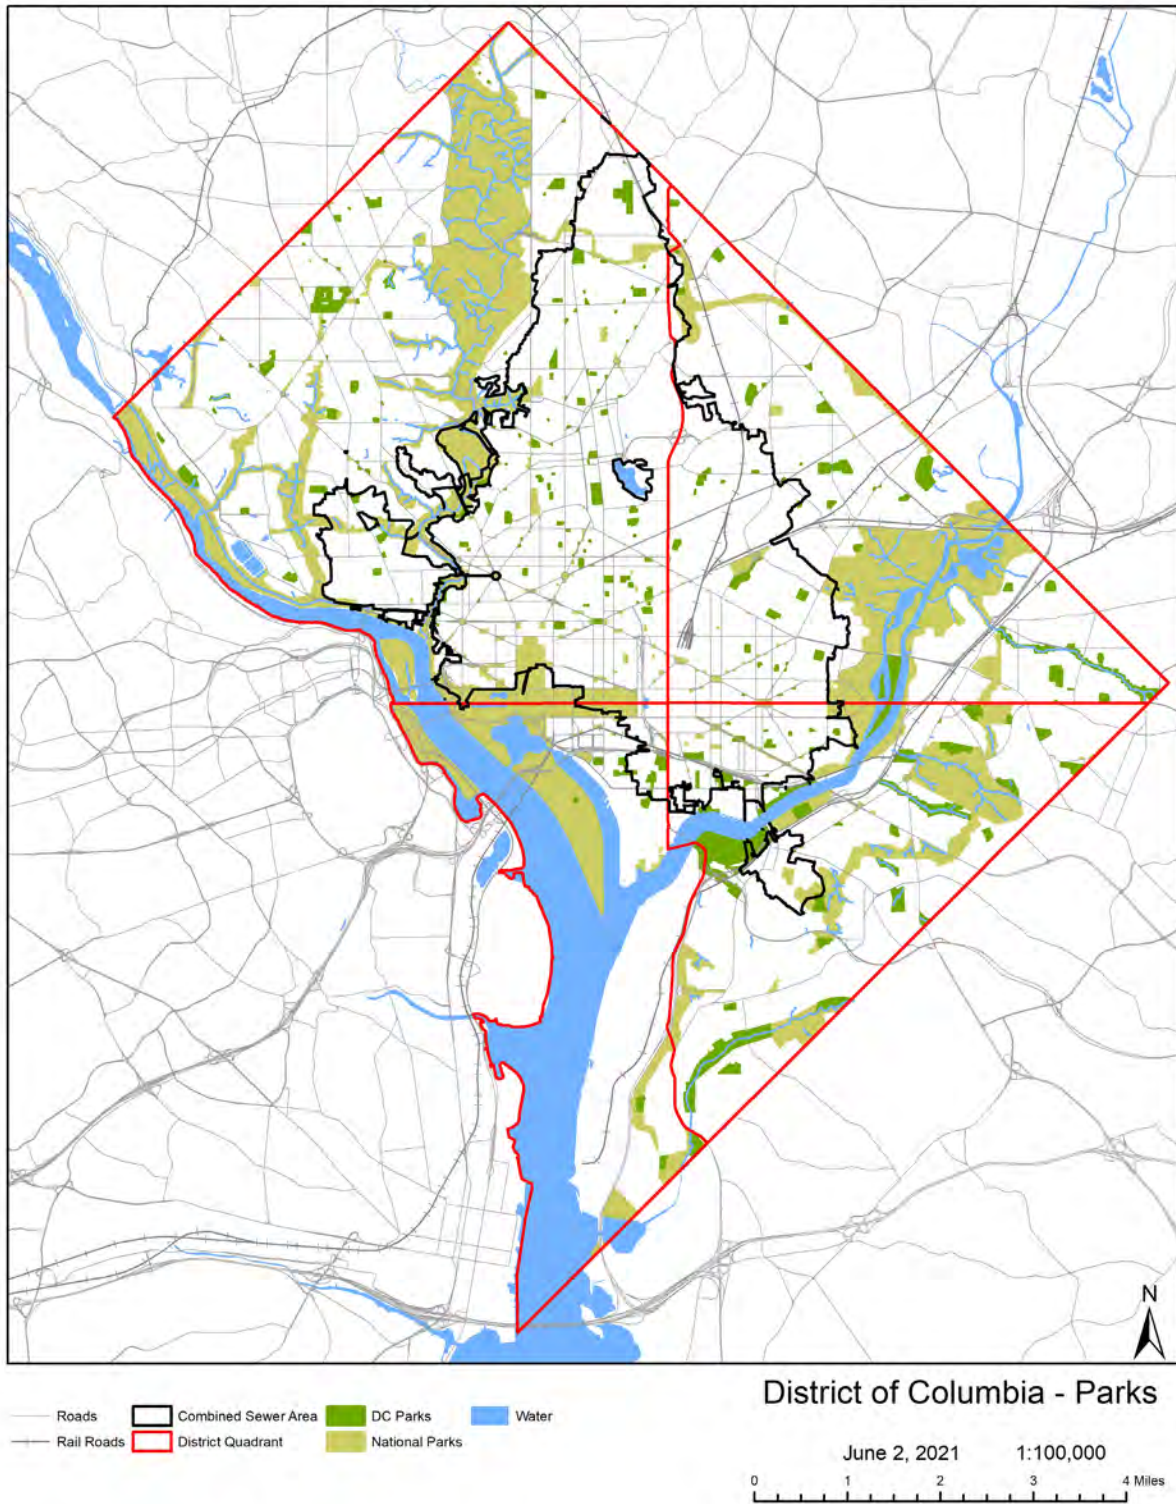 N
District of Columbia - Parks
Roads
Combined Sewer Area
DC Parks
Water
Rail Roads
District Quadrant
National Parks
June 2, 2021 1:100,000
0 1 2 3 4 Miles